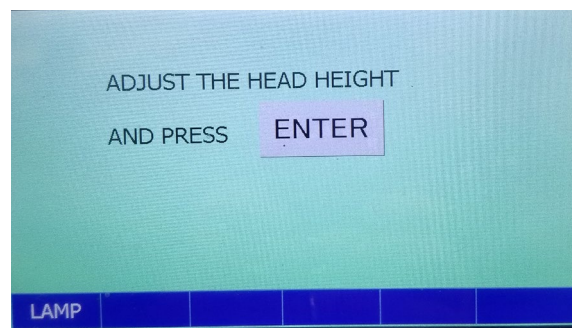 ADJUST THE HEAD HEIGHT
AND PRESS ENTER
LAMP